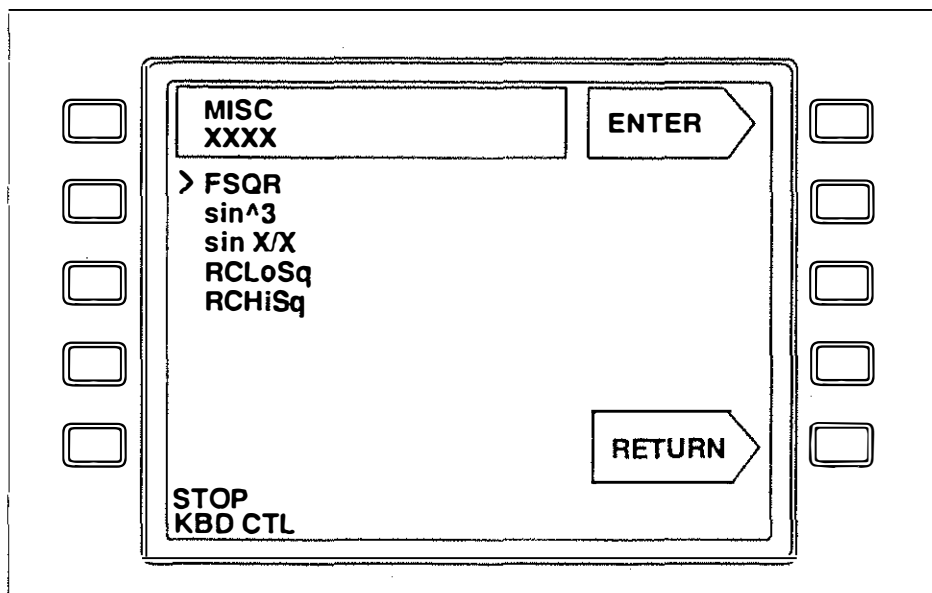 MISC
XXXX
ENTER
> FSQR
sin^3
sin X/X
RCLoSq
RCHiSq
RETURN
STOP
KBD CTL